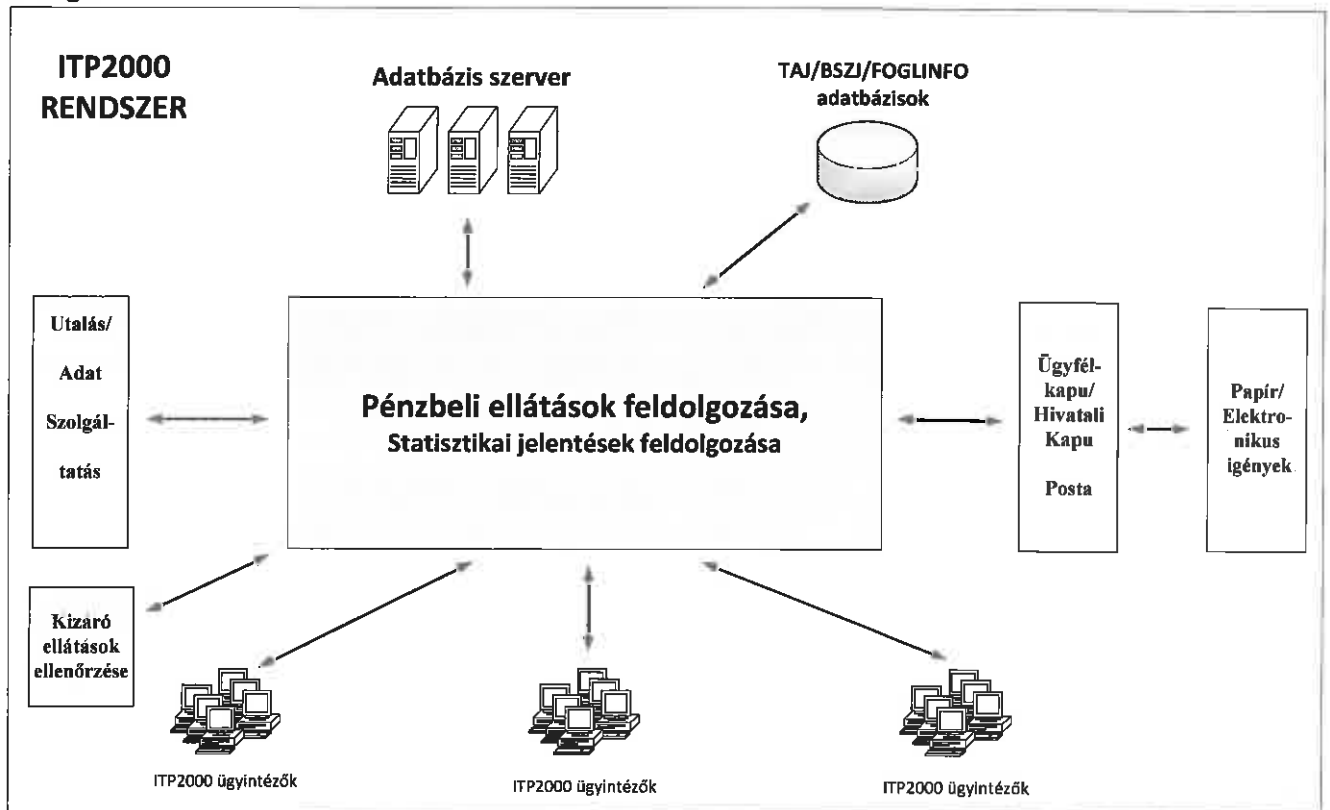 ITP2000
RENDSZER
Adatbázis szerver
TAJ/BSZJ/FOGLINFO
adatbázisok
Utalás/
Adat
Szolgál-
tatás
Pénzbeli ellátások feldolgozása,
Statisztikai jelentések feldolgozása
Ügyfél-
kapu/
Hivatali
Kapu
Posta
Papír/
Elektro-
nikus
igények
Kizáró
ellátások
ellenőrzése
ITP2000 ügyintézők
ITP2000 ügyintézők
ITP2000 ügyintézők